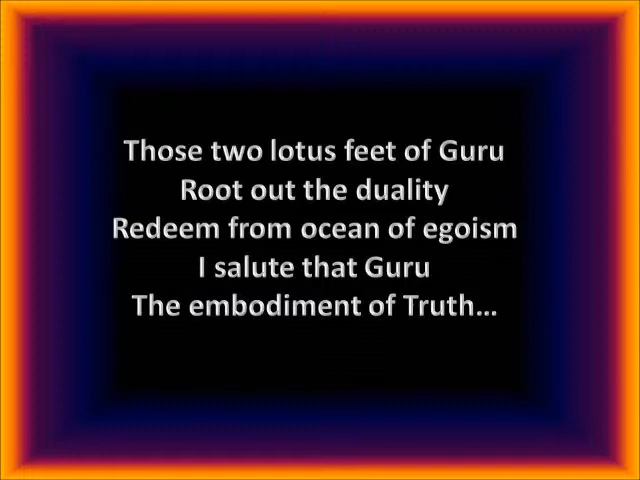 Those two lotus feet of Guru
Root out the duality
Redeem from ocean of egoism
I salute that Guru
The embodiment of Truth...